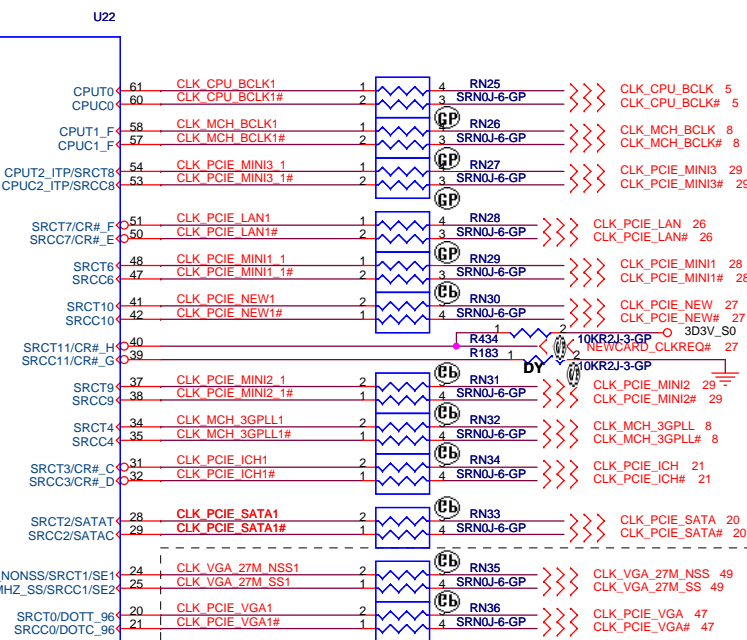 U22
CPUT0 61 CLK_CPU_BCLK1 1 4 RN25 CLK_CPU_BCLK 5
CPUC0 60 CLK_CPU_BCLK1# 2 3 SRN0J-6-GP CLK_CPU_BCLK# 5
CPUT1_F 58 CLK_MCH_BCLK1 1 4 RN26 CLK_MCH_BCLK 8
CPUC1_F 57 CLK_MCH_BCLK1# 2 3 SRN0J-6-GP CLK_MCH_BCLK# 8
CPUT2_ITP/SRCT8 54 CLK_PCIE_MINI3_1 1 4 RN27 CLK_PCIE_MINI3 29
CPUC2_ITP/SRCC8 53 CLK_PCIE_MINI3_1# 2 3 SRN0J-6-GP CLK_PCIE_MINI3# 29
SRCT7/CR#_F 51 CLK_PCIE_LAN1 1 4 RN28 CLK_PCIE_LAN 26
SRCC7/CR#_E 50 CLK_PCIE_LAN1# 2 3 SRN0J-6-GP CLK_PCIE_LAN# 26
SRCT6 48 CLK_PCIE_MINI1_1 1 4 RN29 CLK_PCIE_MINI1 28
SRCC6 47 CLK_PCIE_MINI1_1# 2 3 SRN0J-6-GP CLK_PCIE_MINI1# 28
SRCT10 41 CLK_PCIE_NEW1 1 4 RN30 CLK_PCIE_NEW 27
SRCC10 42 CLK_PCIE_NEW1# 2 3 SRN0J-6-GP CLK_PCIE_NEW# 27
1 2 3D3V_S0
SRCT11/CR#_H 40 R434 10KR2J-3-GP NEWCARD_CLKREQ# 27
SRCC11/CR#_G 39 R183 1 2 DY 10KR2J-3-GP
SRCT9 37 CLK_PCIE_MINI2_1 2 3 RN31 CLK_PCIE_MINI2 29
SRCC9 38 CLK_PCIE_MINI2_1# 1 4 SRN0J-6-GP CLK_PCIE_MINI2# 29
SRCT4 34 CLK_MCH_3GPLL1 2 3 RN32 CLK_MCH_3GPLL 8
SRCC4 35 CLK_MCH_3GPLL1# 1 4 SRN0J-6-GP CLK_MCH_3GPLL# 8
SRCT3/CR#_C 31 CLK_PCIE_ICH1 2 3 RN34 CLK_PCIE_ICH 21
SRCC3/CR#_D 32 CLK_PCIE_ICH1# 1 4 SRN0J-6-GP CLK_PCIE_ICH# 21
SRCT2/SATAT 28 CLK_PCIE_SATA1 2 3 RN33 CLK_PCIE_SATA 20
SRCC2/SATAC 29 CLK_PCIE_SATA1# 1 4 SRN0J-6-GP CLK_PCIE_SATA# 20
_NONSS/SRCT1/SE1 24 CLK_VGA_27M_NSS1 2 3 RN35 CLK_VGA_27M_NSS 49
MHZ_SS/SRCC1/SE2 25 CLK_VGA_27M_SS1 1 4 SRN0J-6-GP CLK_VGA_27M_SS 49
SRCT0/DOTT_96 20 CLK_PCIE_VGA1 2 3 RN36 CLK_PCIE_VGA 47
SRCC0/DOTC_96 21 CLK_PCIE_VGA1# 1 4 SRN0J-6-GP CLK_PCIE_VGA# 47